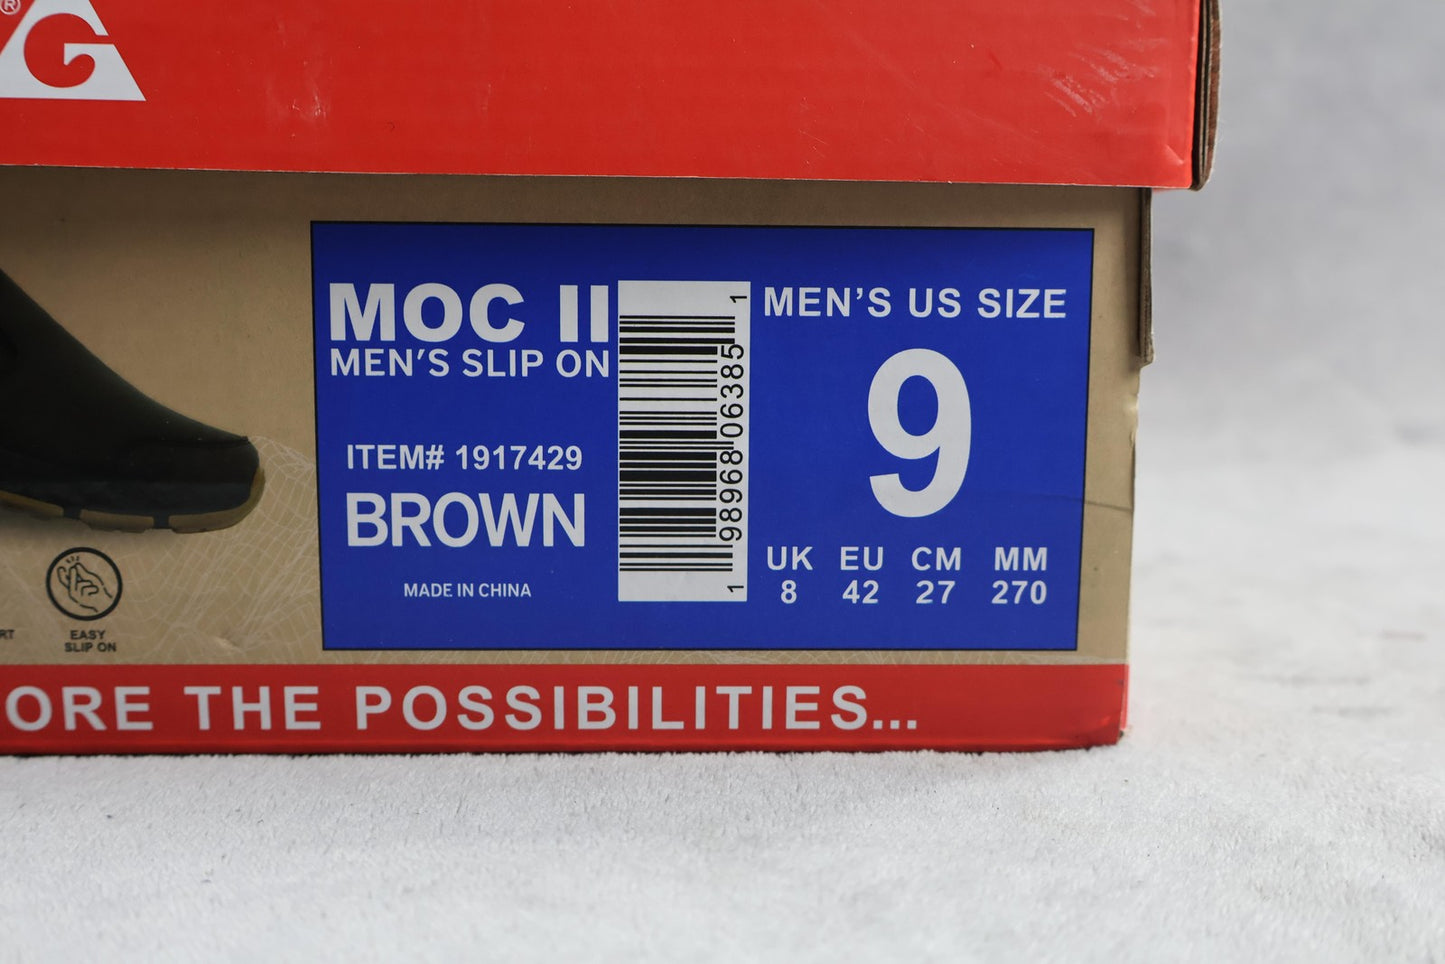 ®
G
MOC II
MEN'S SLIP ON
ITEM# 1917429
BROWN
MADE IN CHINA
1 98968 06385 1
MEN'S US SIZE
9
UK EU CM MM
8 42 27 270
RT
EASY
SLIP ON
ORE THE POSSIBILITIES...